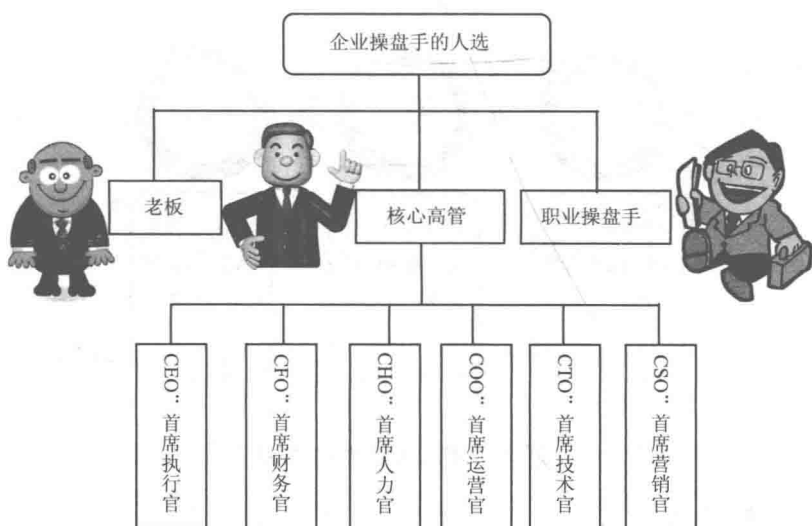 企业操盘手的人选
老板
核心高管
职业操盘手
CEO：首席执行官
CFO：首席财务官
CHO：首席人力官
COO：首席运营官
CTO：首席技术官
CSO：首席营销官